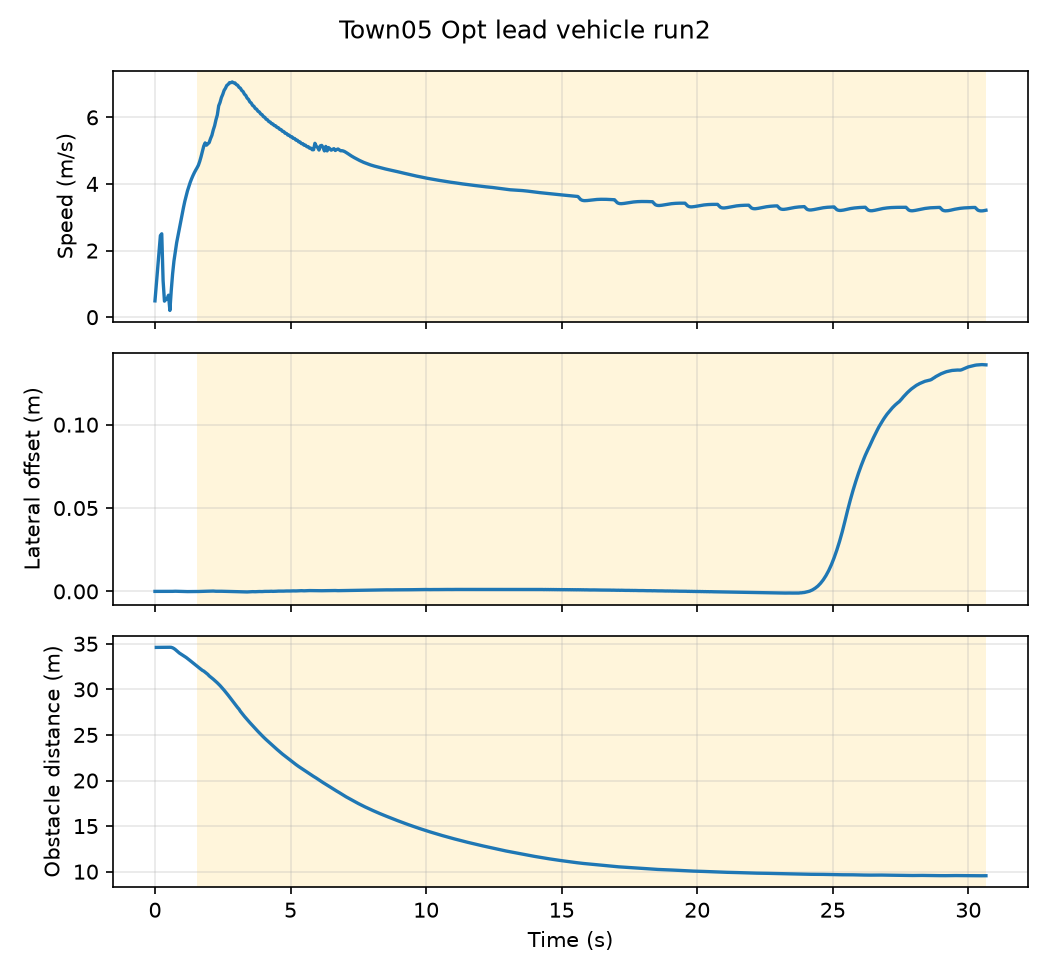 Town05 Opt lead vehicle run2
Speed (m/s)
6
4
2
0
Lateral offset (m)
0.10
0.05
0.00
Obstacle distance (m)
35
30
25
20
15
10
0 5 10 15 20 25 30
Time (s)